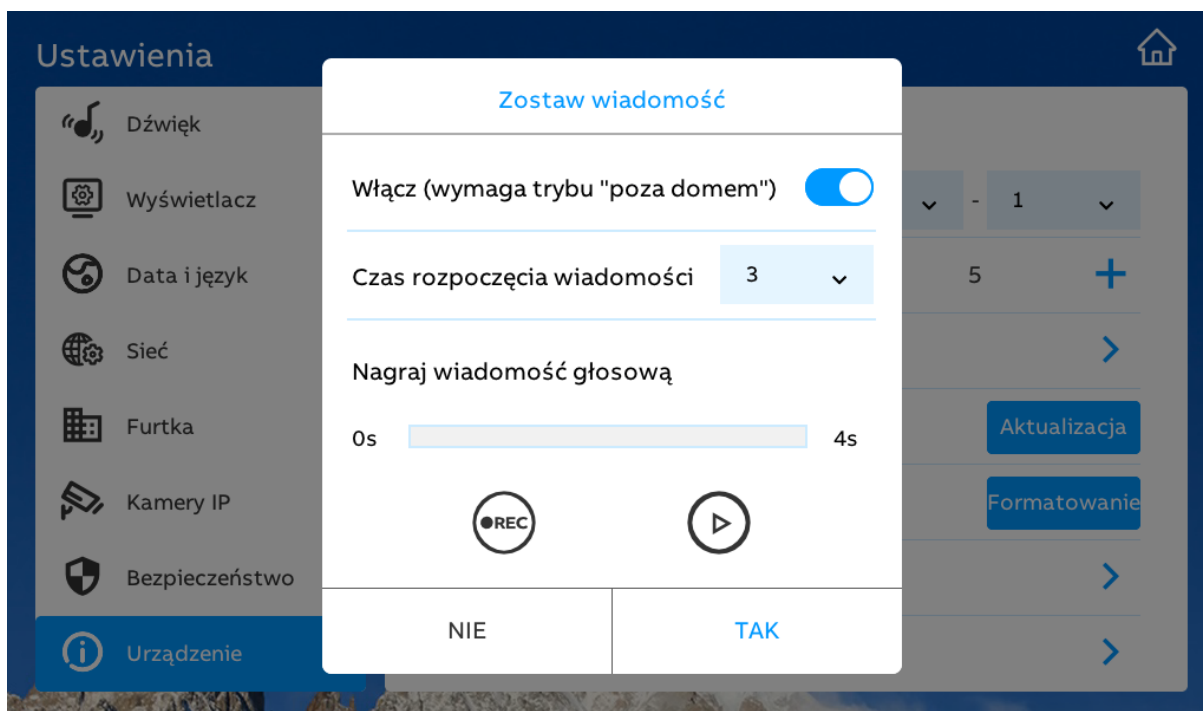 Ustawienia
Zostaw wiadomość
Dźwięk
Włącz (wymaga trybu "poza domem")
Wyświetlacz
- 1
Czas rozpoczęcia wiadomości 3
Data i język
5
Sieć
Nagraj wiadomość głosową
Furtka
0s 4s
Aktualizacja
Kamery IP
REC
Formatowanie
Bezpieczeństwo
NIE TAK
Urządzenie